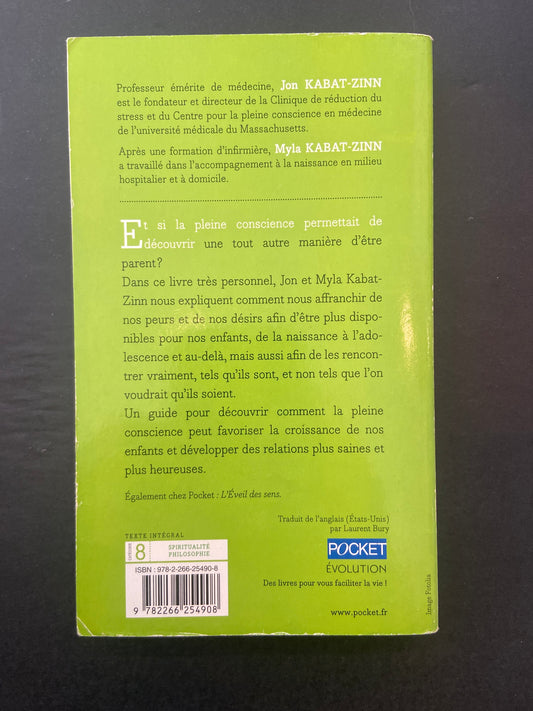 Professeur émérite de médecine, Jon KABAT-ZINN
est le fondateur et directeur de la Clinique de réduction du
stress et du Centre pour la pleine conscience en médecine
de l'université médicale du Massachusetts.
Après une formation d'infirmière, Myla KABAT-ZINN
a travaillé dans l'accompagnement à la naissance en milieu
hospitalier et à domicile.
Et si la pleine conscience permettait de
découvrir une tout autre manière d'être
parent ?
Dans ce livre très personnel, Jon et Myla Kabat-
Zinn nous expliquent comment nous affranchir de
nos peurs et de nos désirs afin d'être plus dispo-
nibles pour nos enfants, de la naissance à l'ado-
lescence et au-delà, mais aussi afin de les rencon-
trer vraiment, tels qu'ils sont, et non tels que l'on
voudrait qu'ils soient.
Un guide pour découvrir comment la pleine
conscience peut favoriser la croissance de nos
enfants et développer des relations plus saines et
plus heureuses.
Également chez Pocket : L'Éveil des sens.
Traduit de l'anglais (États-Unis)
par Laurent Bury
TEXTE INTÉGRAL
8
SPIRITUALITÉ
PHILOSOPHIE
ISBN : 978-2-266-25490-8
9 782266 254908
POCKET
ÉVOLUTION
Des livres pour vous faciliter la vie !
www.pocket.fr
Image Fotolia